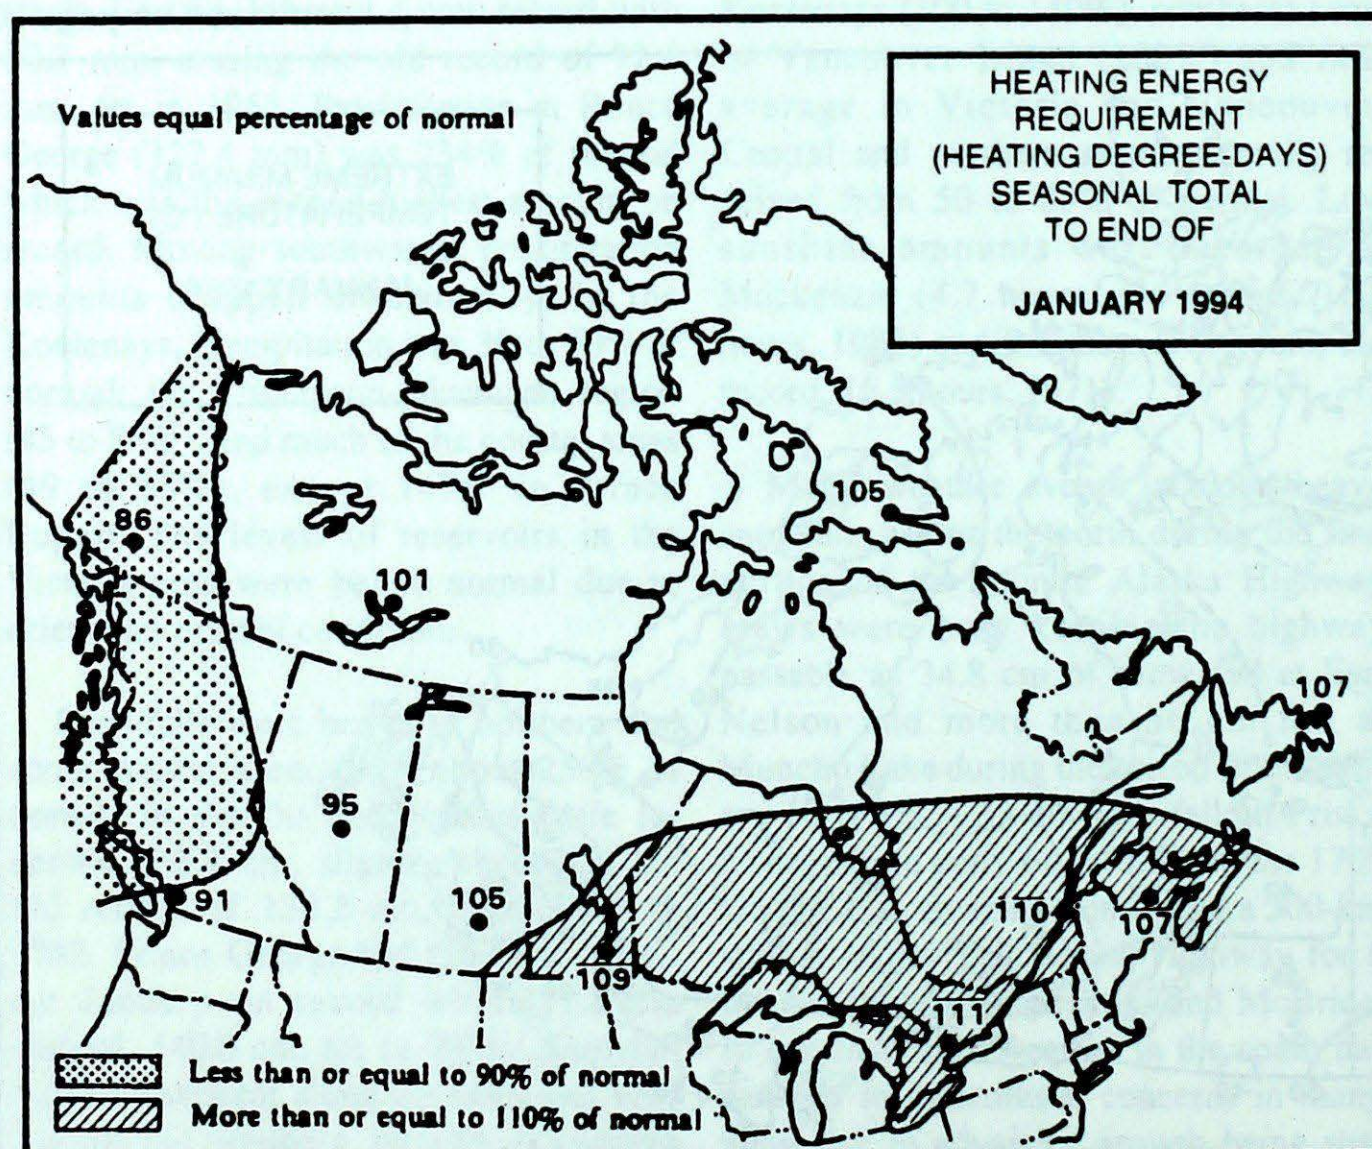 HEATING ENERGY
REQUIREMENT
(HEATING DEGREE-DAYS)
SEASONAL TOTAL
TO END OF
JANUARY 1994
Values equal percentage of normal
105
86
101
107
95
91
105
110
107
109
111
Less than or equal to 90% of normal
More than or equal to 110% of normal